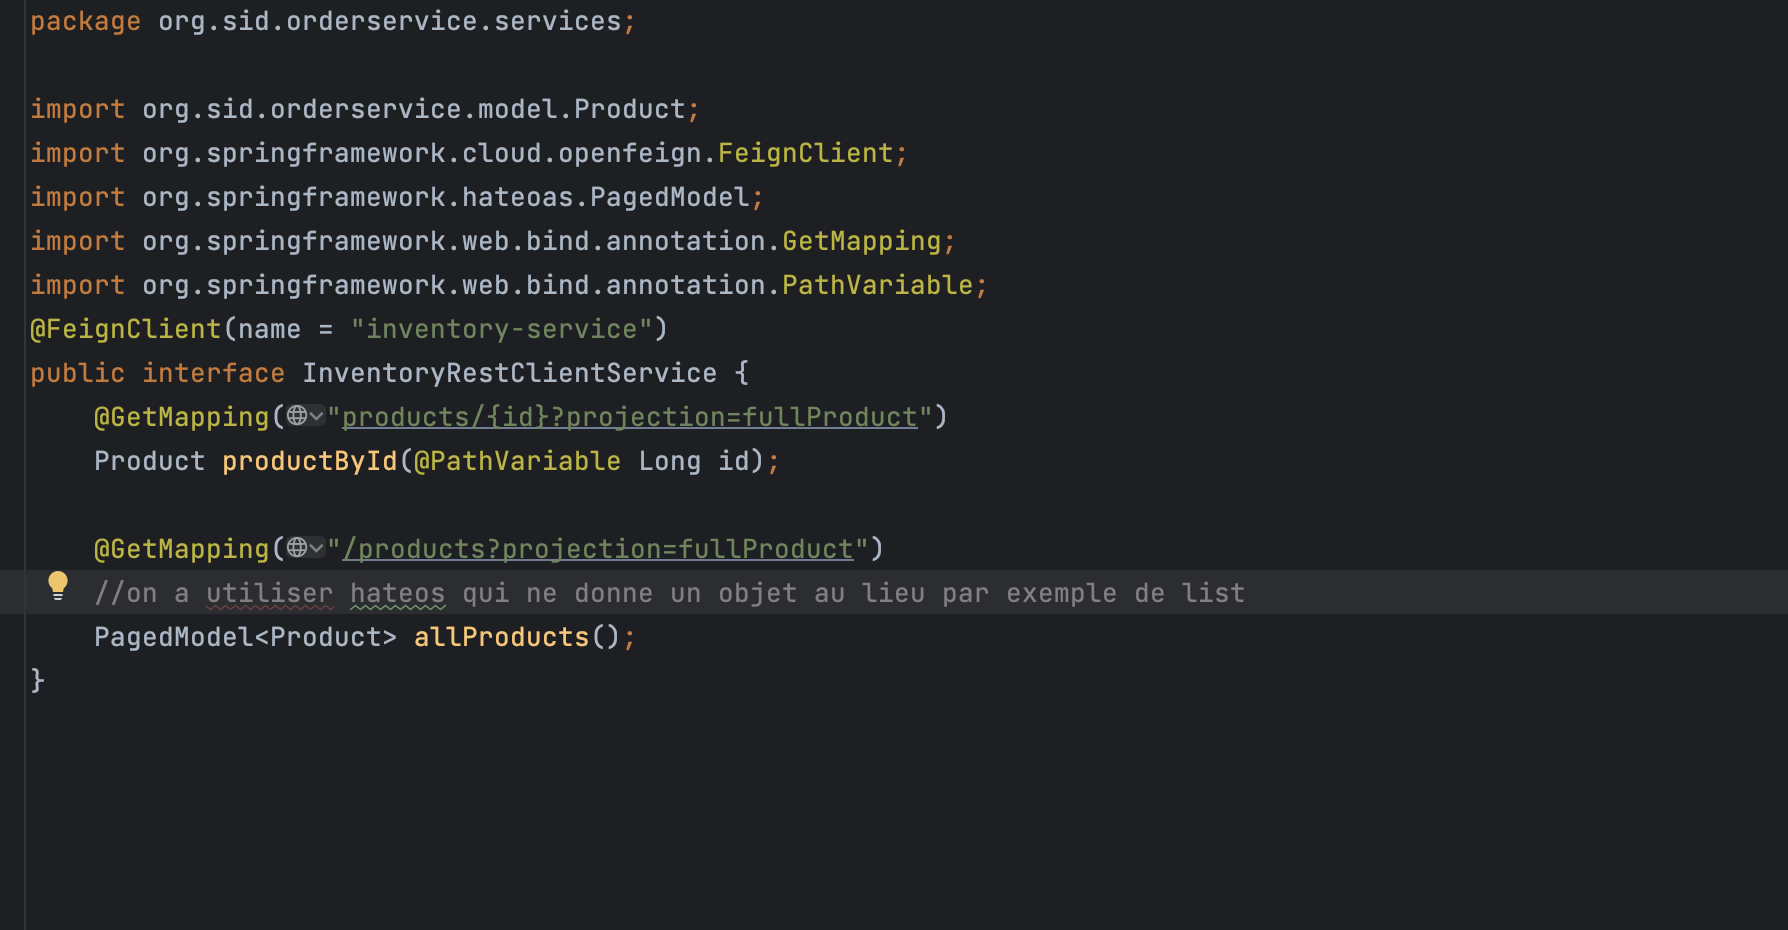 package org.sid.orderservice.services;
import org.sid.orderservice.model.Product;
import org.springframework.cloud.openfeign.FeignClient;
import org.springframework.hateoas.PagedModel;
import org.springframework.web.bind.annotation.GetMapping;
import org.springframework.web.bind.annotation.PathVariable;
@FeignClient(name = "inventory-service")
public interface InventoryRestClientService {
@GetMapping("products/{id}?projection=fullProduct")
Product productById(@PathVariable Long id);
@GetMapping("/products?projection=fullProduct")
//on a utiliser hateos qui ne donne un objet au lieu par exemple de list
PagedModel<Product> allProducts();
}